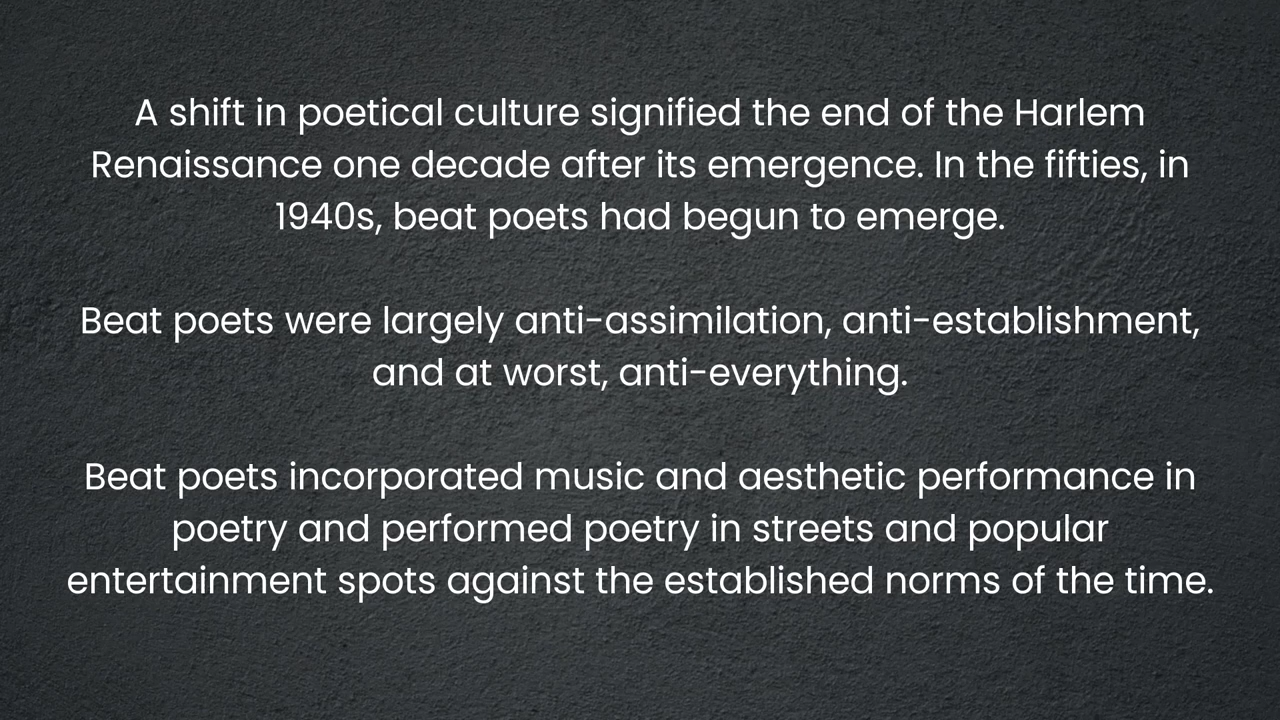 A shift in poetical culture signified the end of the Harlem
Renaissance one decade after its emergence. In the fifties, in
1940s, beat poets had begun to emerge.
Beat poets were largely anti-assimilation, anti-establishment,
and at worst, anti-everything.
Beat poets incorporated music and aesthetic performance in
poetry and performed poetry in streets and popular
entertainment spots against the established norms of the time.